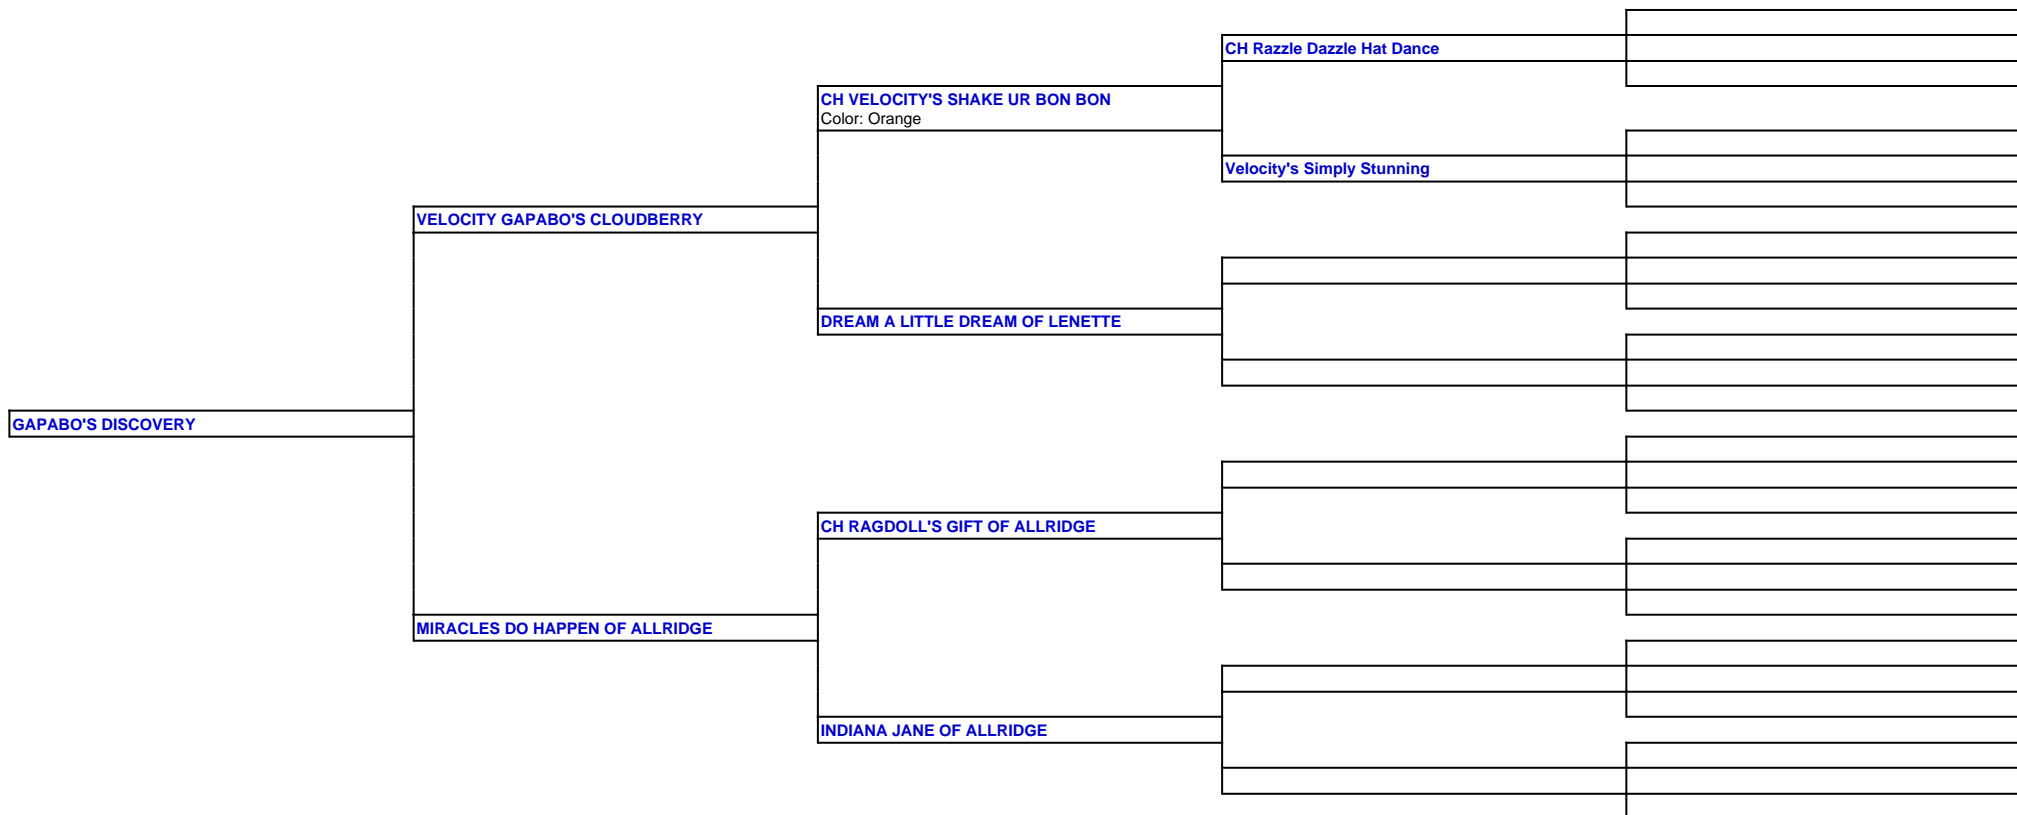 CH Razzle Dazzle Hat Dance
CH VELOCITY'S SHAKE UR BON BON
Color: Orange
Velocity's Simply Stunning
VELOCITY GAPABO'S CLOUDBERRY
DREAM A LITTLE DREAM OF LENETTE
GAPABO'S DISCOVERY
CH RAGDOLL'S GIFT OF ALLRIDGE
MIRACLES DO HAPPEN OF ALLRIDGE
INDIANA JANE OF ALLRIDGE